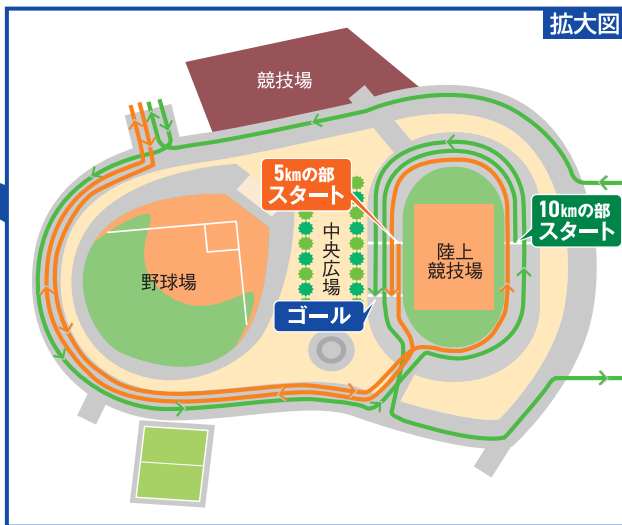 拡大図
競技場
5kmの部
スタート
10kmの部
スタート
中央広場
陸上
競技場
野球場
ゴール